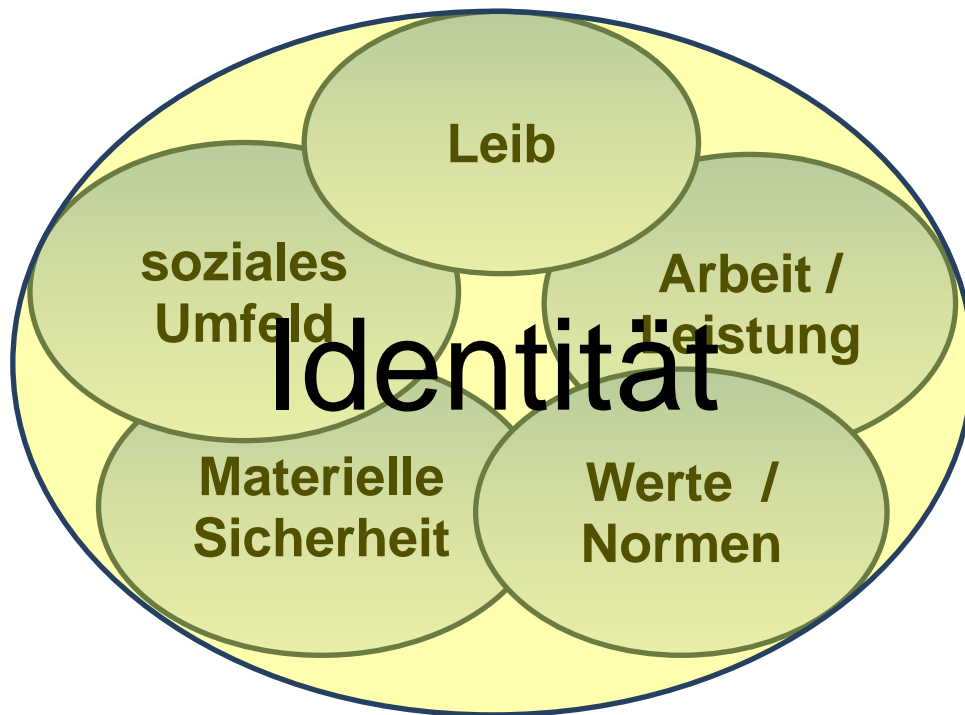 Leib
soziales
Umfeld
Arbeit /
Leistung
Identität
Materielle
Sicherheit
Werte /
Normen